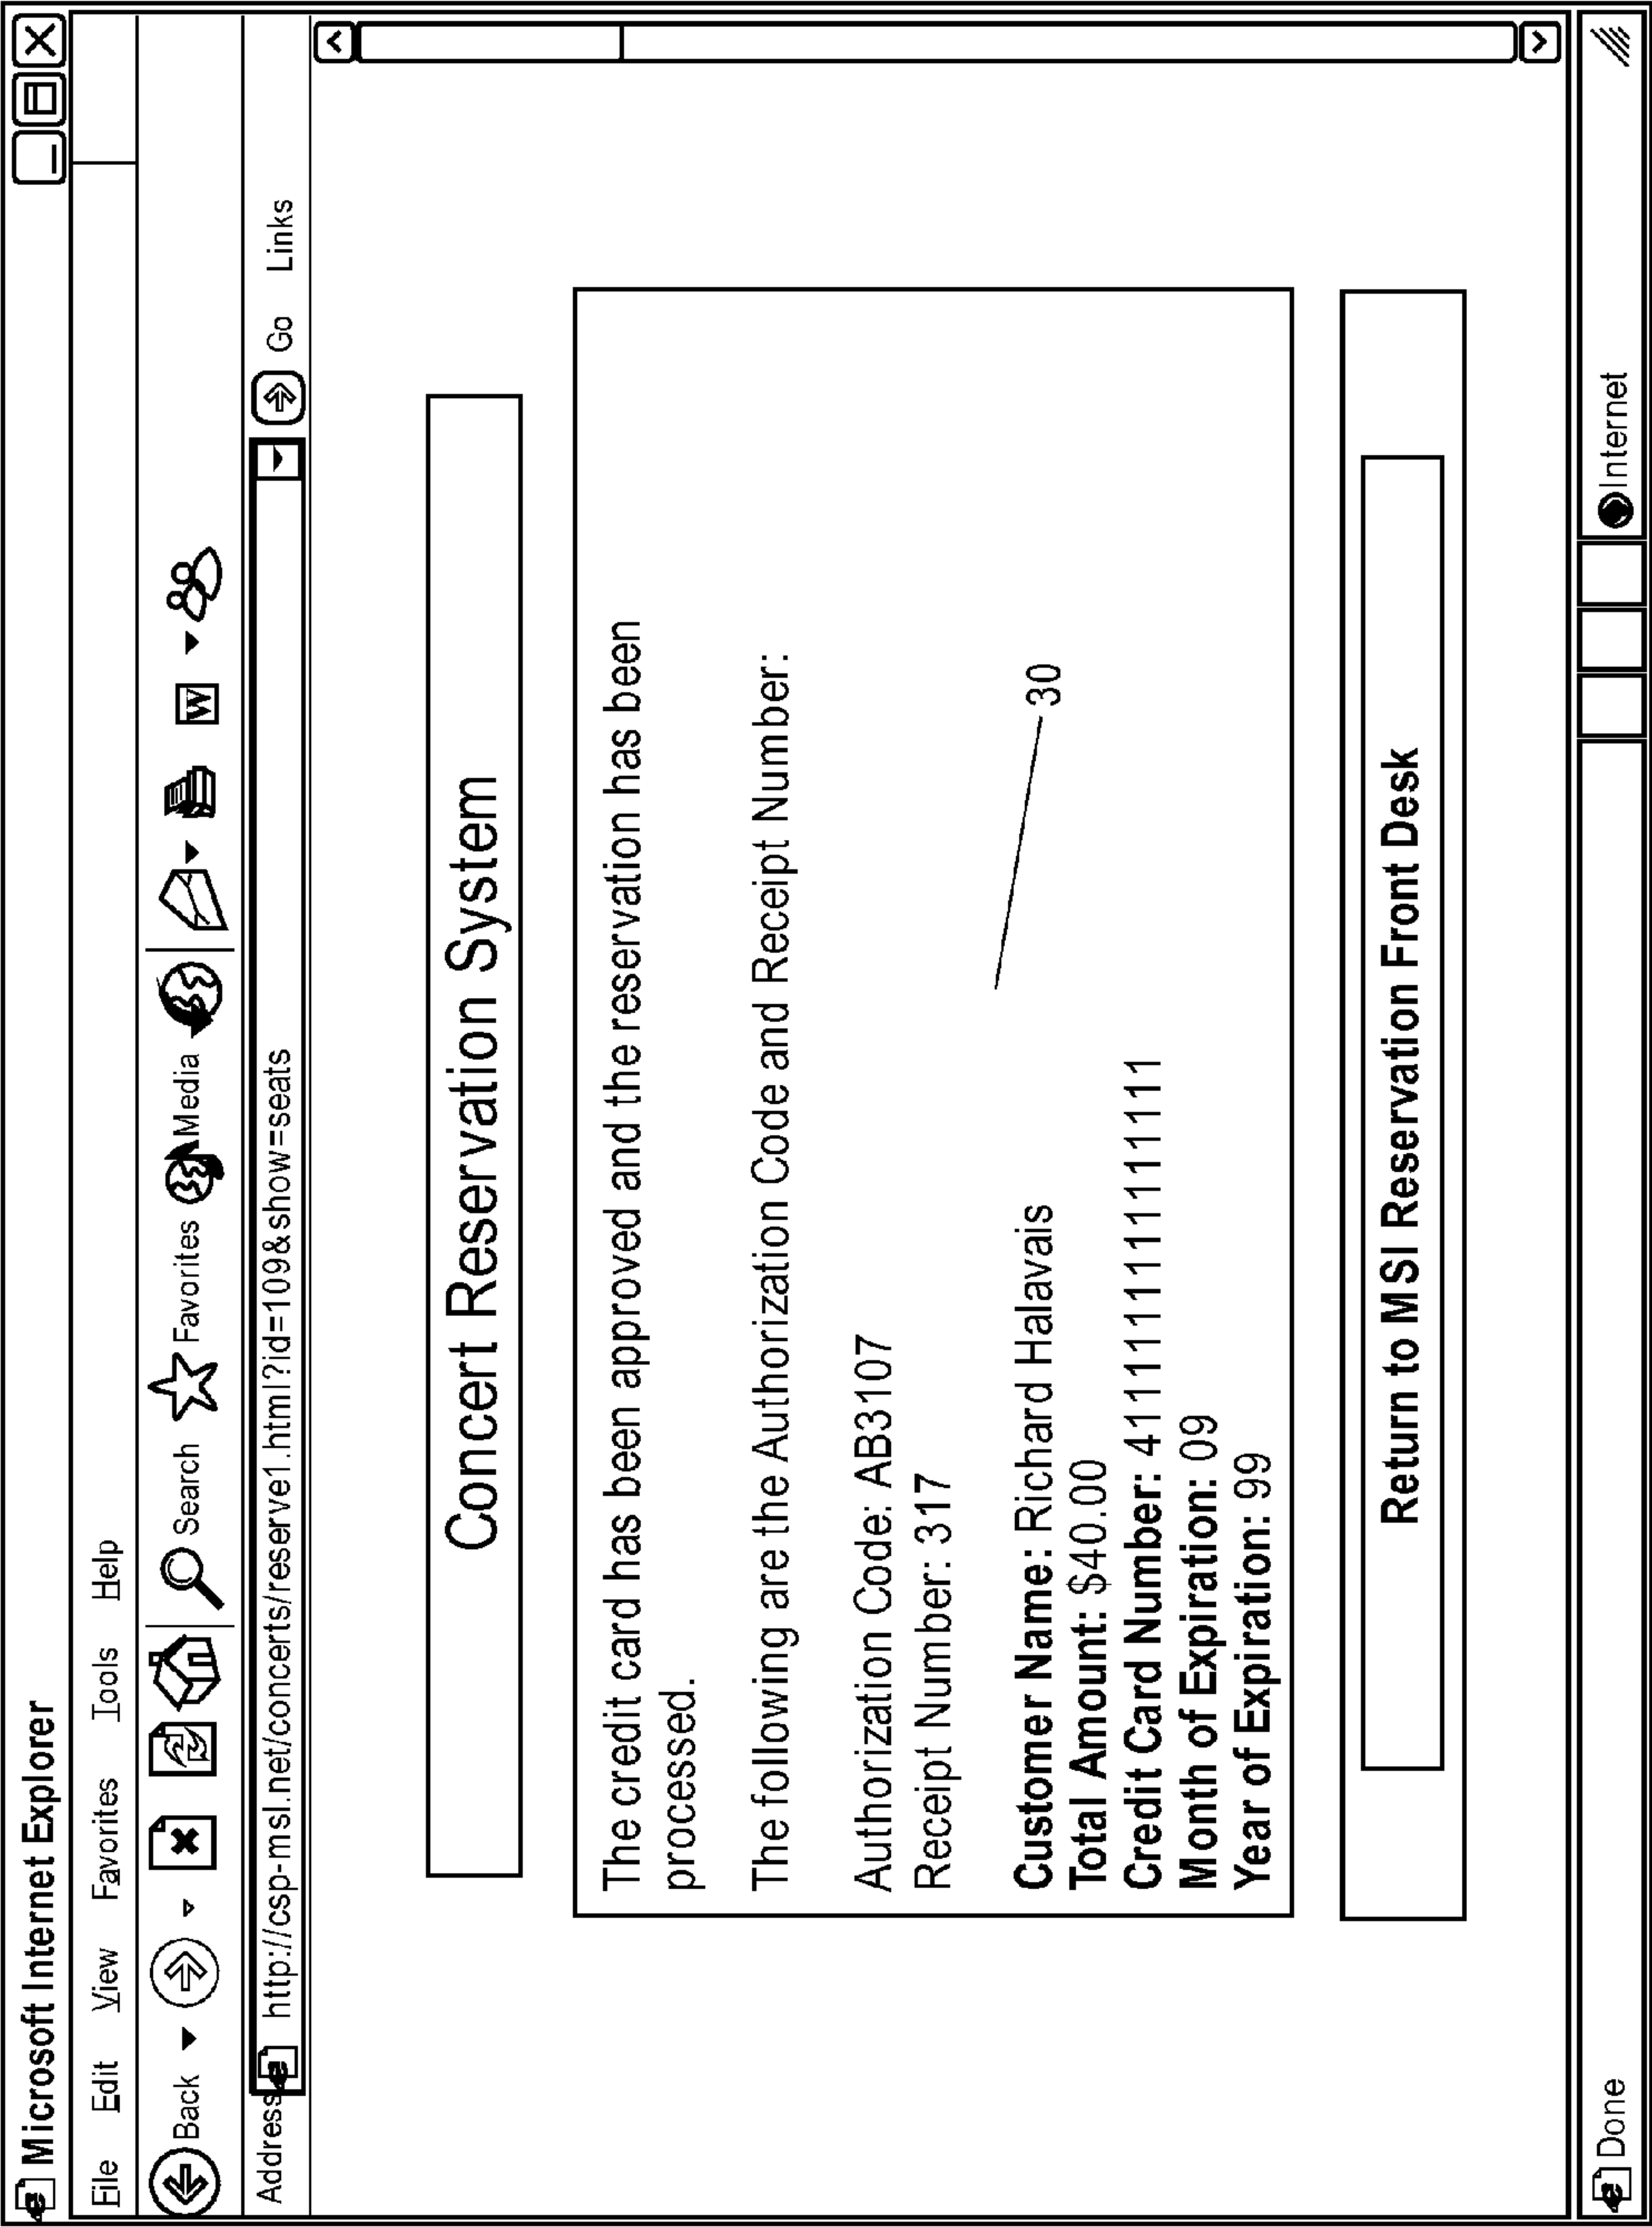 Microsoft Internet Explorer
File Edit View Favorites Tools Help
Back Search Favorites Media W
Address http://csp-msl.net/concerts/reserve1.html?id=109&show=seats Go Links
Concert Reservation System
The credit card has been approved and the reservation has been
processed.
The following are the Authorization Code and Receipt Number:
Authorization Code: AB3107
Receipt Number: 317
30
Customer Name: Richard Halavais
Total Amount: $40.00
Credit Card Number: 4111111111111111
Month of Expiration: 09
Year of Expiration: 99
Return to MSI Reservation Front Desk
Done Internet